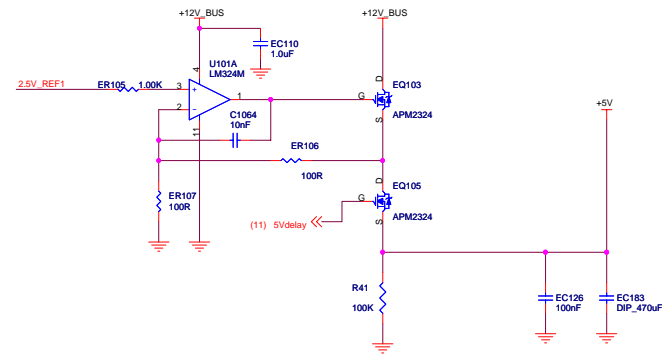 +12V_BUS
+12V_BUS
EC110
1.0uF
4
U101A
LM324M
2.5V_REF1
ER105
1.00K
3
+
1
2
-
11
D
EQ103
G
S
APM2324
+5V
C1064
10nF
ER106
100R
ER107
100R
D
EQ105
G
S
APM2324
(11) 5Vdelay
R41
100K
EC126
100nF
EC183
DIP_470uF